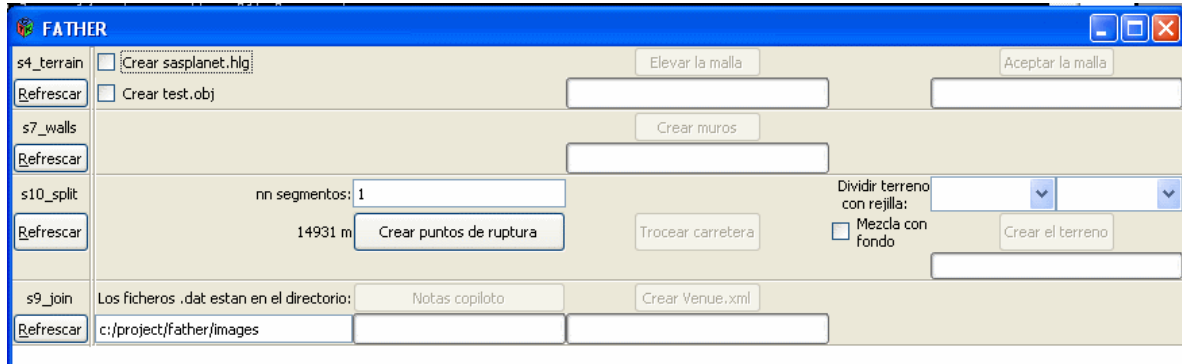 FATHER
s4_terrain Crear sasplanet.hlg Elevar la malla Aceptar la malla
Refrescar Crear test.obj
s7_walls Crear muros
Refrescar
s10_split nn segmentos: 1 Dividir terreno
con rejilla:
Refrescar 14931 m Crear puntos de ruptura Trocear carretera Mezcla con
fondo Crear el terreno
s9_join Los ficheros .dat estan en el directorio: Notas copiloto Crear Venue.xml
Refrescar c:/project/father/images